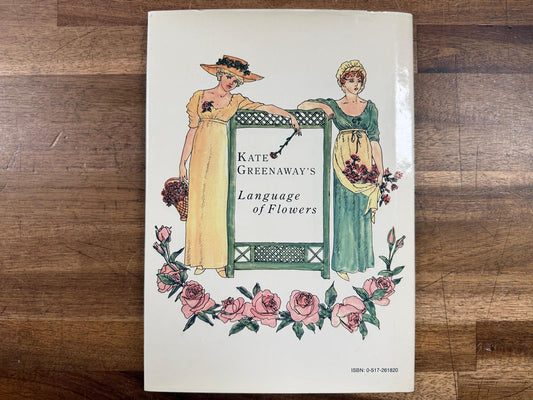 KATE
GREENAWAY'S
Language
of Flowers
ISBN: 0-517-261820